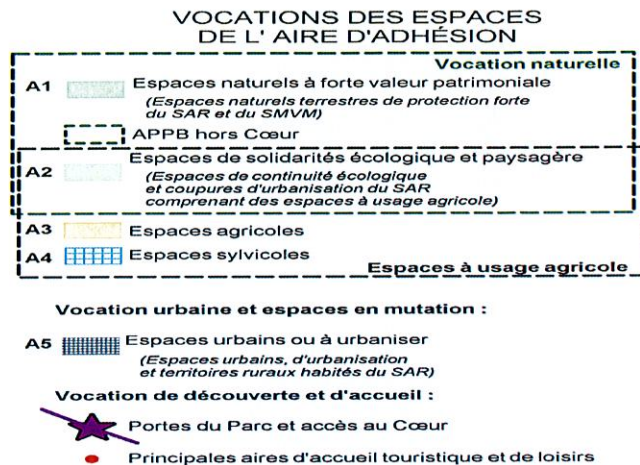 VOCATIONS DES ESPACES
DE L' AIRE D'ADHÉSION
Vocation naturelle
A1 Espaces naturels à forte valeur patrimoniale
(Espaces naturels terrestres de protection forte
du SAR et du SMVM)
APPB hors Cœur
A2 Espaces de solidarités écologique et paysagère
(Espaces de continuité écologique
et coupures d'urbanisation du SAR
comprenant des espaces à usage agricole)
A3 Espaces agricoles
A4 Espaces sylvicoles
Espaces à usage agricole
Vocation urbaine et espaces en mutation :
A5 Espaces urbains ou à urbaniser
(Espaces urbains, d'urbanisation
et territoires ruraux habités du SAR)
Vocation de découverte et d'accueil :
Portes du Parc et accès au Cœur
Principales aires d'accueil touristique et de loisirs